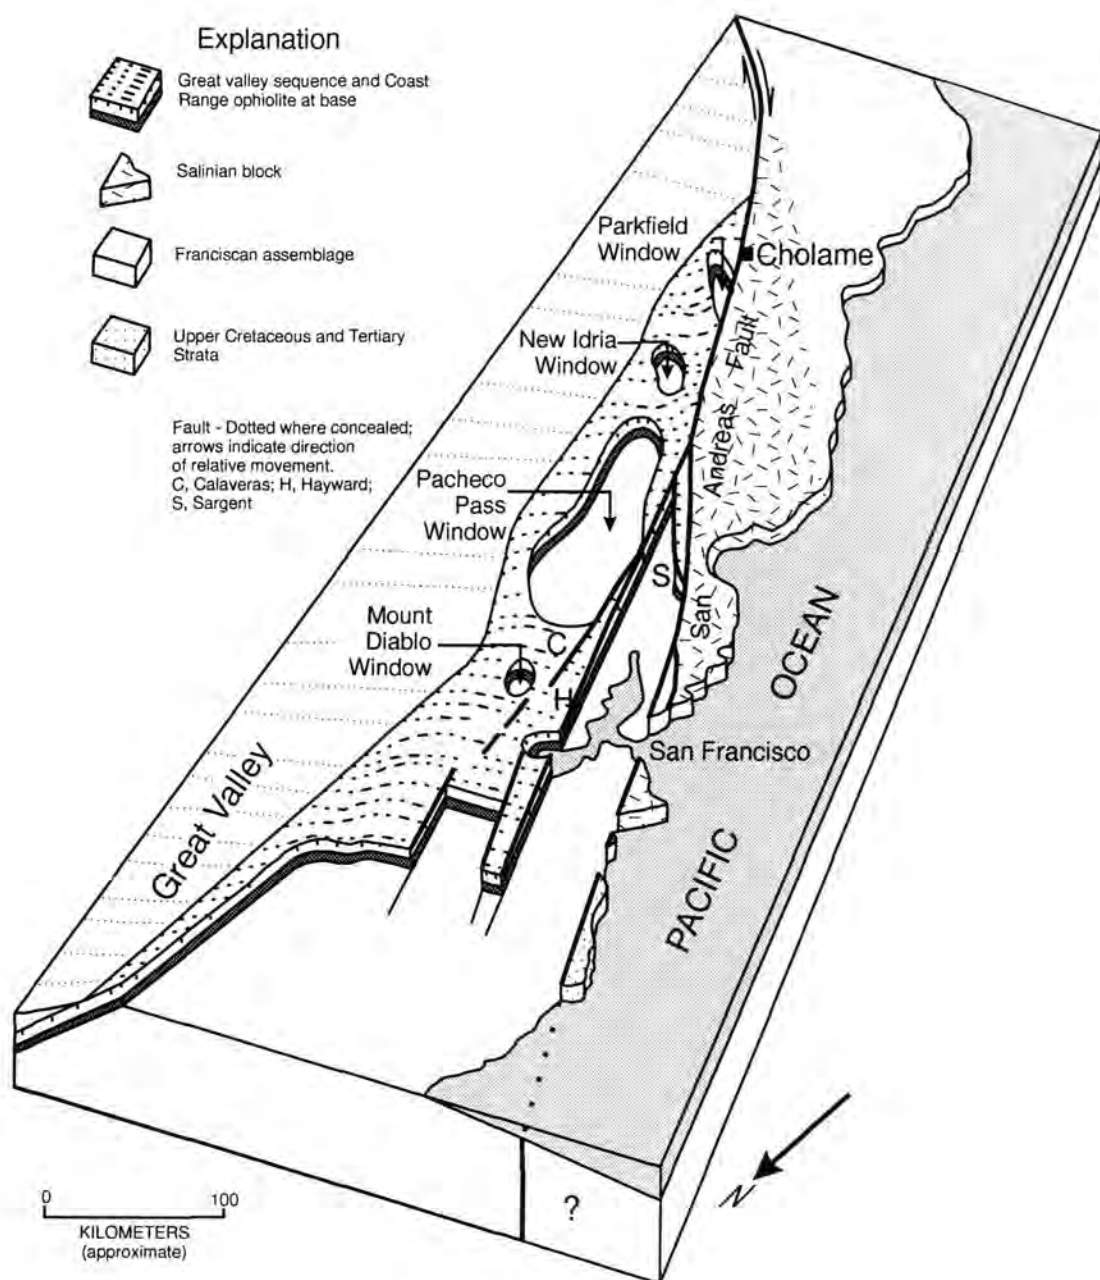 Explanation
Great valley sequence and Coast
Range ophiolite at base
Salinian block
Franciscan assemblage
Upper Cretaceous and Tertiary
Strata
Fault - Dotted where concealed;
arrows indicate direction
of relative movement.
C, Calaveras; H, Hayward;
S, Sargent
Parkfield
Window
Cholame
New Idria
Window
San Andreas Fault
Pacheco
Pass
Window
S
Mount
Diablo
Window
C
H
San Francisco
Great Valley
PACIFIC OCEAN
N
?
0 100
KILOMETERS
(approximate)